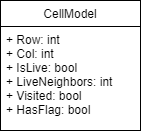 CellModel
+ Row: int
+ Col: int
+ IsLive: bool
+ LiveNeighbors: int
+ Visited: bool
+ HasFlag: bool